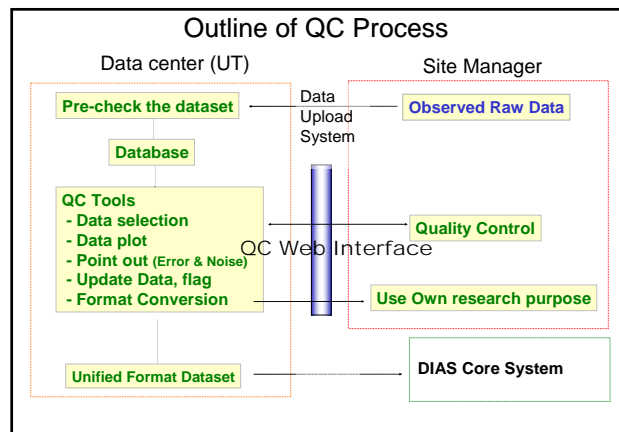 Outline of QC Process
Data center (UT)
Site Manager
Pre-check the dataset
Data
Upload
System
Observed Raw Data
Database
QC Tools
- Data selection
- Data plot
- Point out (Error & Noise)
- Update Data, flag
- Format Conversion
QC Web Interface
Quality Control
Use Own research purpose
Unified Format Dataset
DIAS Core System